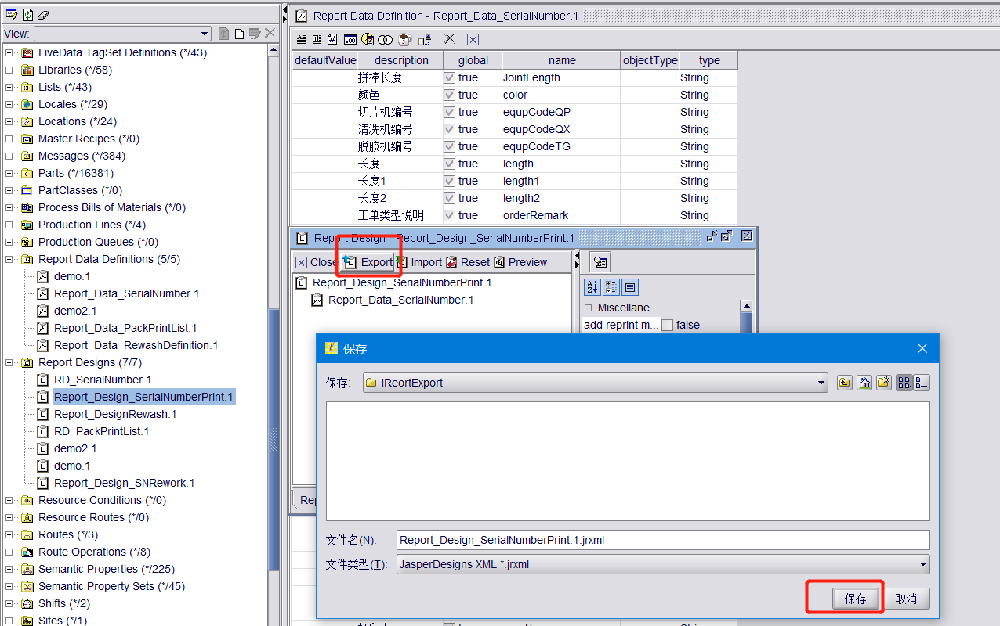 View:
LiveData TagSet Definitions (*/43)
Libraries (*/58)
Lists (*/43)
Locales (*/29)
Locations (*/24)
Master Recipes (*/0)
Messages (*/384)
Parts (*/16381)
PartClasses (*/0)
Process Bills of Materials (*/0)
Production Lines (*/4)
Production Queues (*/0)
Report Data Definitions (5/5)
demo.1
Report_Data_SerialNumber.1
demo2.1
Report_Data_PackPrintList.1
Report_Data_RewashDefinition.1
Report Designs (7/7)
RD_SerialNumber.1
Report_Design_SerialNumberPrint.1
Report_DesignRewash.1
RD_PackPrintList.1
demo2.1
demo.1
Report_Design_SNRework.1
Resource Conditions (*/0)
Resource Routes (*/0)
Routes (*/3)
Route Operations (*/8)
Semantic Properties (*/225)
Semantic Property Sets (*/45)
Shifts (*/2)
Sites (*/1)
Report Data Definition - Report_Data_SerialNumber.1
defaultValue description global name objectType type
拼棒长度 true JointLength String
颜色 true color String
切片机编号 true equpCodeQP String
清洗机编号 true equpCodeQX String
脱胶机编号 true equpCodeTG String
长度 true length String
长度1 true length1 String
长度2 true length2 String
工单类型说明 true orderRemark String
Report Design - Report_Design_SerialNumberPrint.1
Close Export Import Reset Preview
Report_Design_SerialNumberPrint.1
Report_Data_SerialNumber.1
Miscellane...
add reprint m... false
Rep
保存
保存: IReortExport
文件名(N): Report_Design_SerialNumberPrint.1.jrxml
文件类型(T): JasperDesigns XML *.jrxml
保存 取消